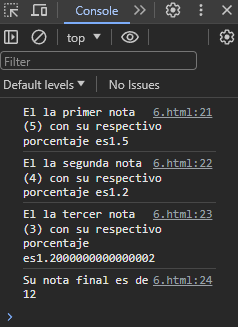 Console
top
Filter
Default levels
No Issues
El la primer nota 6.html:21
(5) con su respectivo
porcentaje es1.5
El la segunda nota 6.html:22
(4) con su respectivo
porcentaje es1.2
El la tercer nota 6.html:23
(3) con su respectivo
porcentaje
es1.2000000000000002
Su nota final es de 6.html:24
12